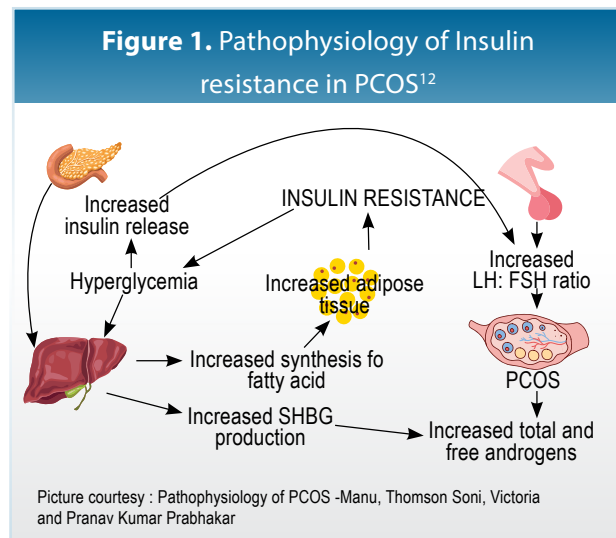 Figure 1. Pathophysiology of Insulin
resistance in PCOS¹²
Increased
insulin release
INSULIN RESISTANCE
Hyperglycemia
Increased adipose
tissue
Increased
LH: FSH ratio
Increased synthesis fo
fatty acid
PCOS
Increased SHBG
production
Increased total and
free androgens
Picture courtesy : Pathophysiology of PCOS -Manu, Thomson Soni, Victoria
and Pranav Kumar Prabhakar